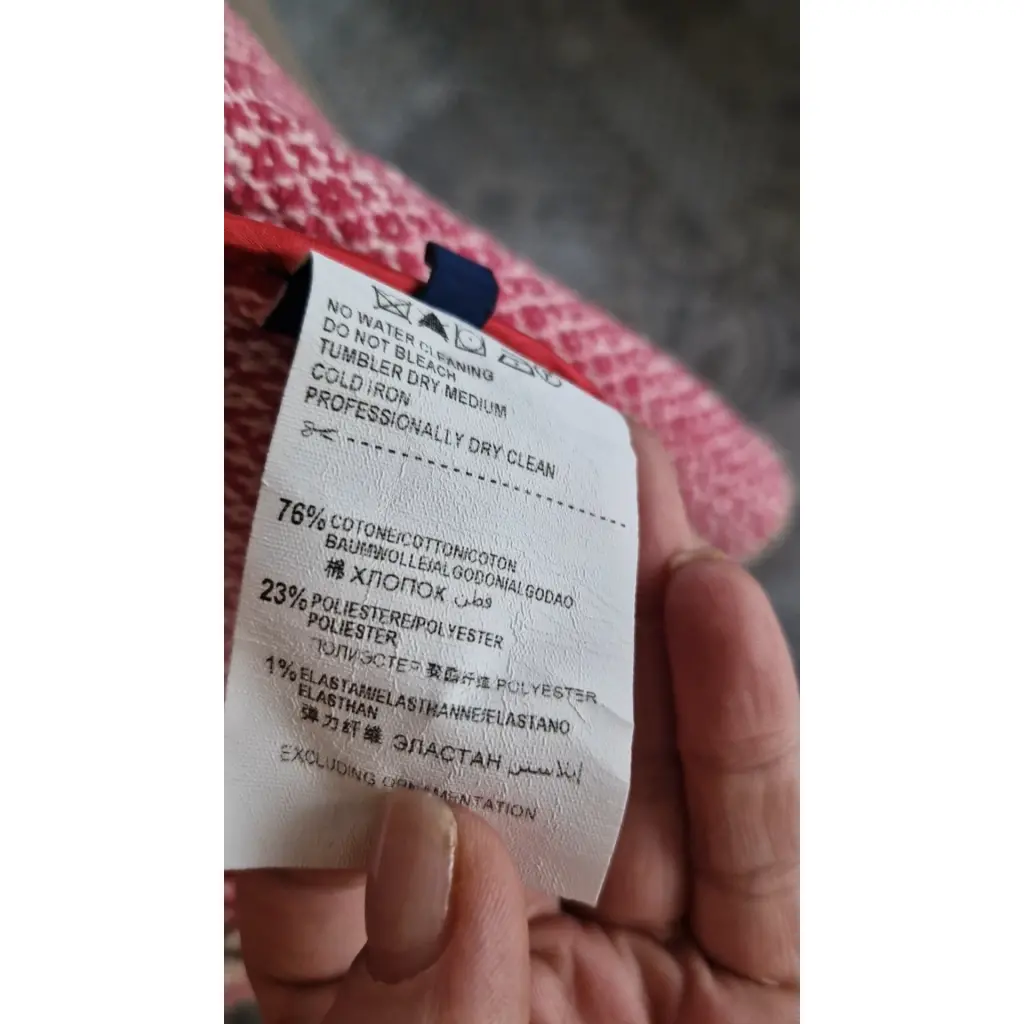 NO WATER CLEANING
DO NOT BLEACH
TUMBLER DRY MEDIUM
COLD IRON
PROFESSIONALLY DRY CLEAN
76% COTONE/COTTON/COTON
BAUMWOLLE/ALGODON/ALGODAO
棉 ХЛОПОК قطن
23% POLIESTERE/POLYESTER
POLIESTER
ПОЛИЭСТЕР 聚酯纤维 POLYESTER
1% ELASTAM/ELASTHANNE/ELASTANO
ELASTHAN
弹力纤维 ЭЛАСТАН إيلاستين
EXCLUDING ORNAMENTATION